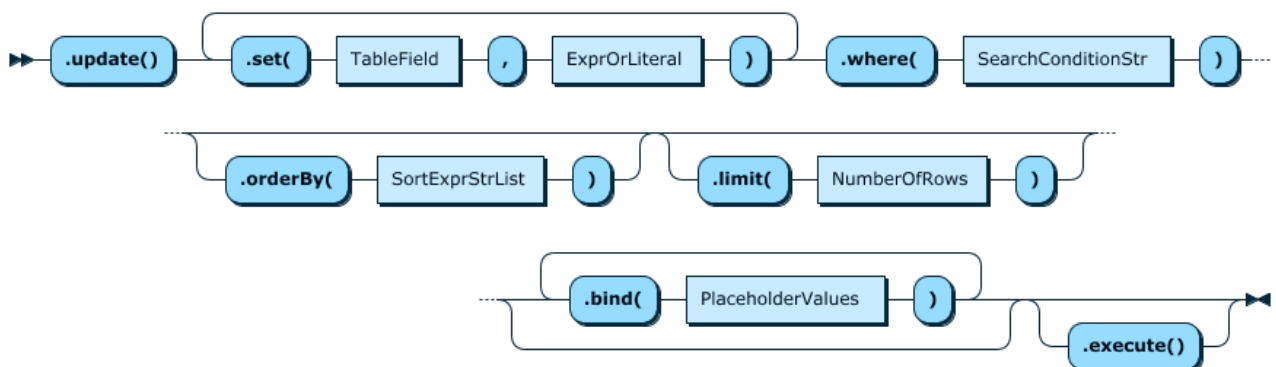 .update() .set( TableField , ExprOrLiteral ) .where( SearchConditionStr )
.orderBy( SortExprStrList ) .limit( NumberOfRows )
.bind( PlaceholderValues )
.execute()